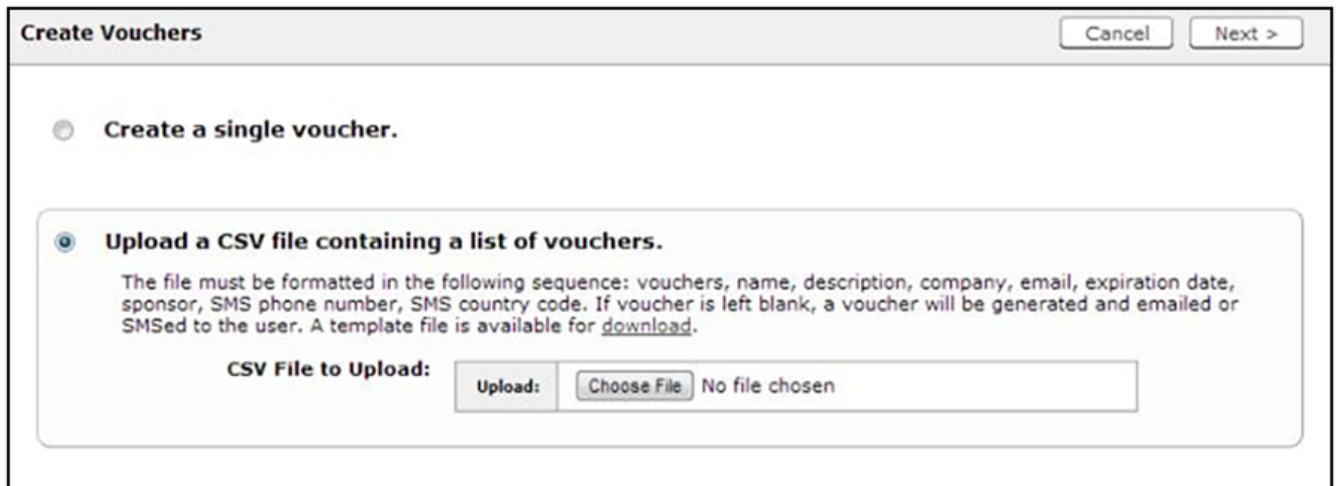 Create Vouchers
Cancel
Next >
Create a single voucher.
Upload a CSV file containing a list of vouchers.
The file must be formatted in the following sequence: vouchers, name, description, company, email, expiration date,
sponsor, SMS phone number, SMS country code. If voucher is left blank, a voucher will be generated and emailed or
SMSed to the user. A template file is available for download.
CSV File to Upload:
Upload:
Choose File
No file chosen